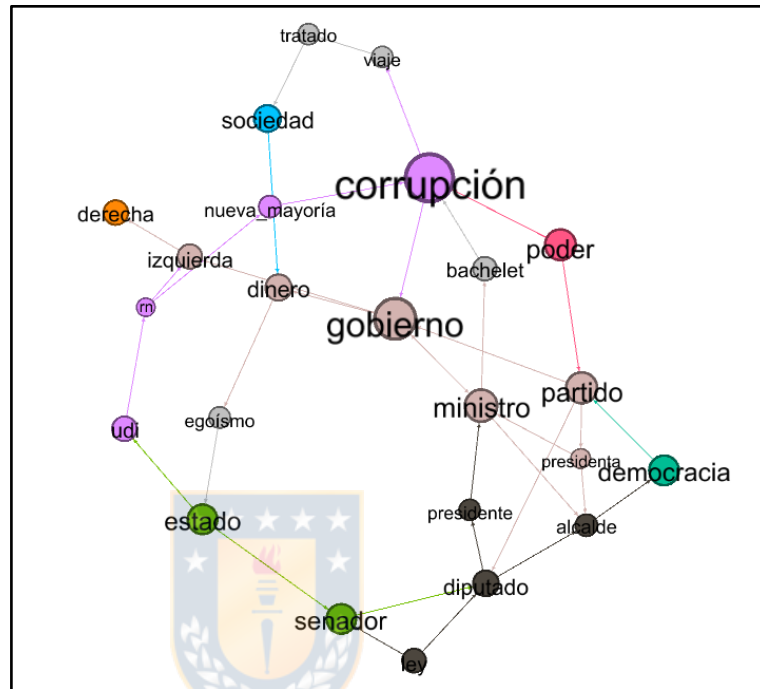 tratado
viaje
sociedad
corrupción
derecha
nueva_mayoría
izquierda
bachelet
poder
dinero
rn
gobierno
ministro
partido
egoísmo
udi
presidenta
democracia
estado
presidente
alcalde
diputado
senador
ley